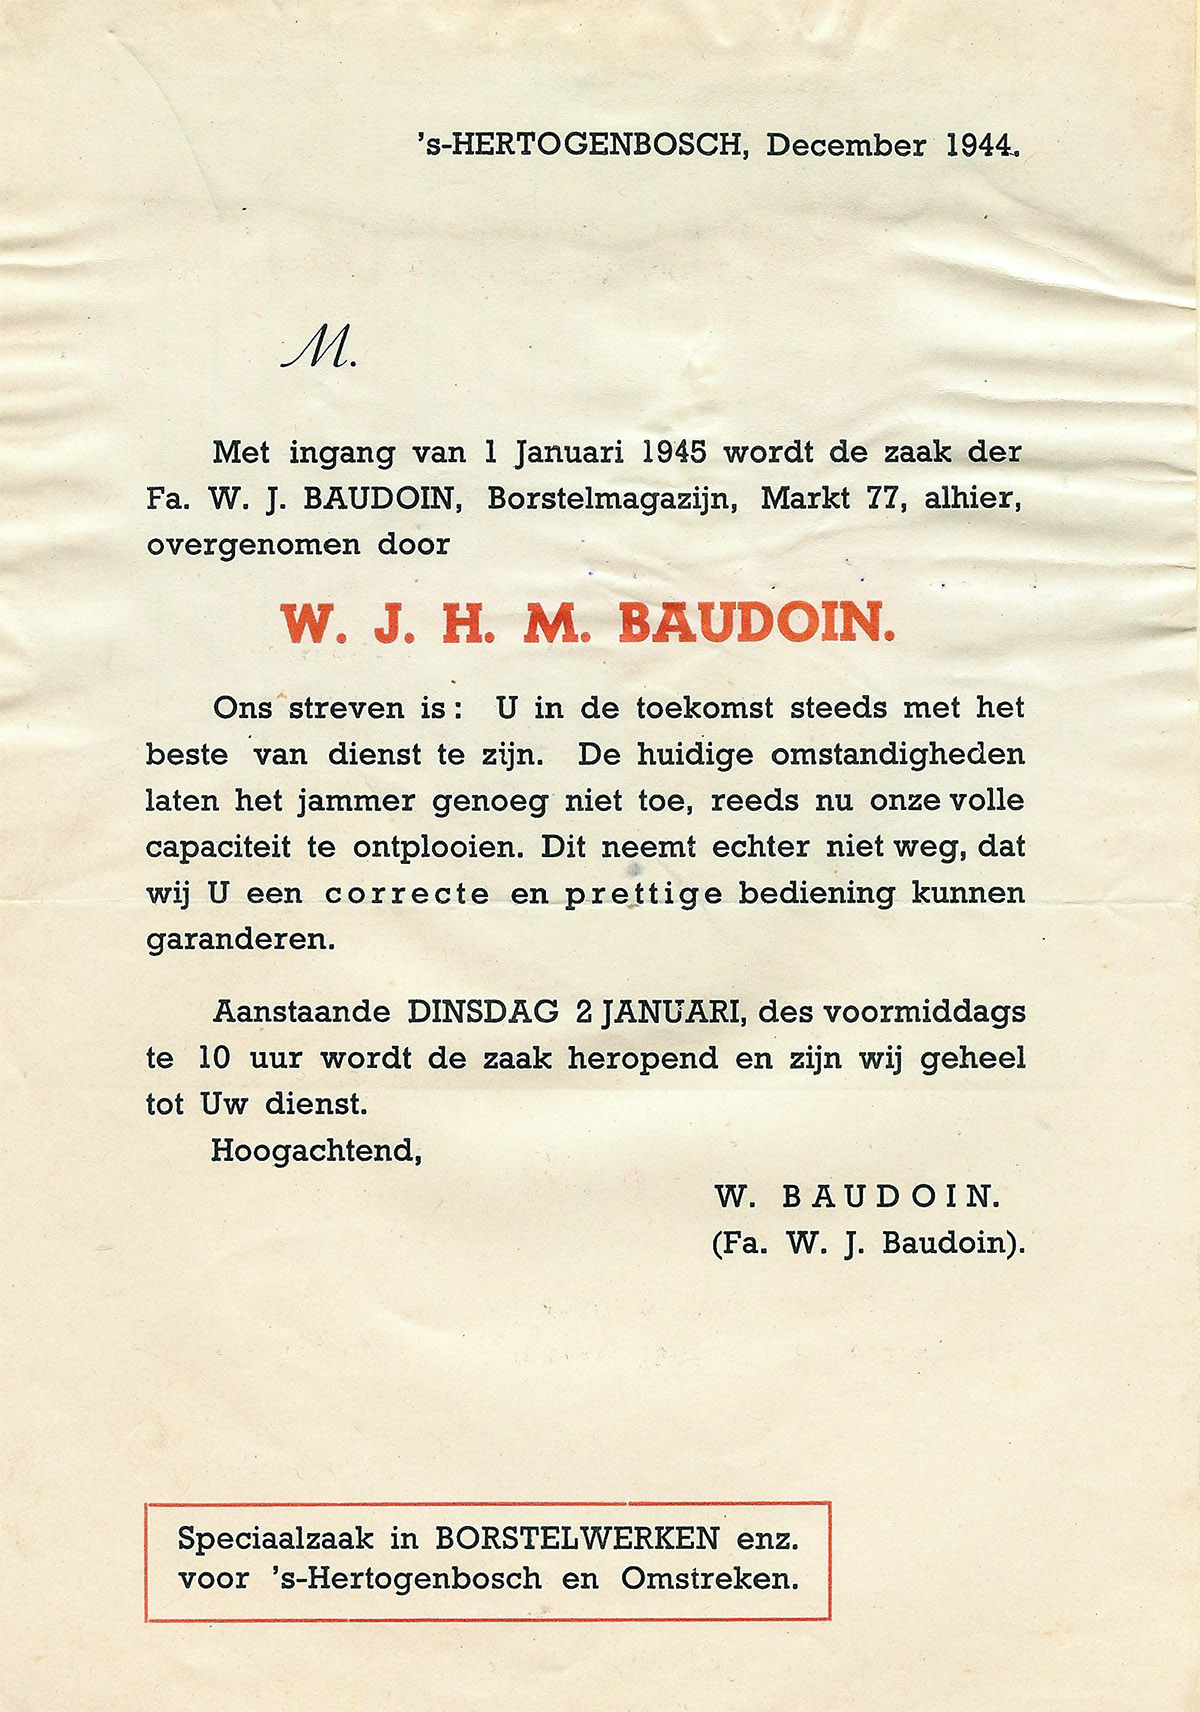 's-HERTOGENBOSCH, December 1944.
M.
Met ingang van 1 Januari 1945 wordt de zaak der
Fa. W. J. BAUDOIN, Borstelmagazijn, Markt 77, alhier,
overgenomen door
W. J. H. M. BAUDOIN.
Ons streven is : U in de toekomst steeds met het
beste van dienst te zijn. De huidige omstandigheden
laten het jammer genoeg niet toe, reeds nu onze volle
capaciteit te ontplooien. Dit neemt echter niet weg, dat
wij U een correcte en prettige bediening kunnen
garanderen.
Aanstaande DINSDAG 2 JANUARI, des voormiddags
te 10 uur wordt de zaak heropend en zijn wij geheel
tot Uw dienst.
Hoogachtend,
W. BAUDOIN.
(Fa. W. J. Baudoin).
Speciaalzaak in BORSTELWERKEN enz.
voor 's-Hertogenbosch en Omstreken.